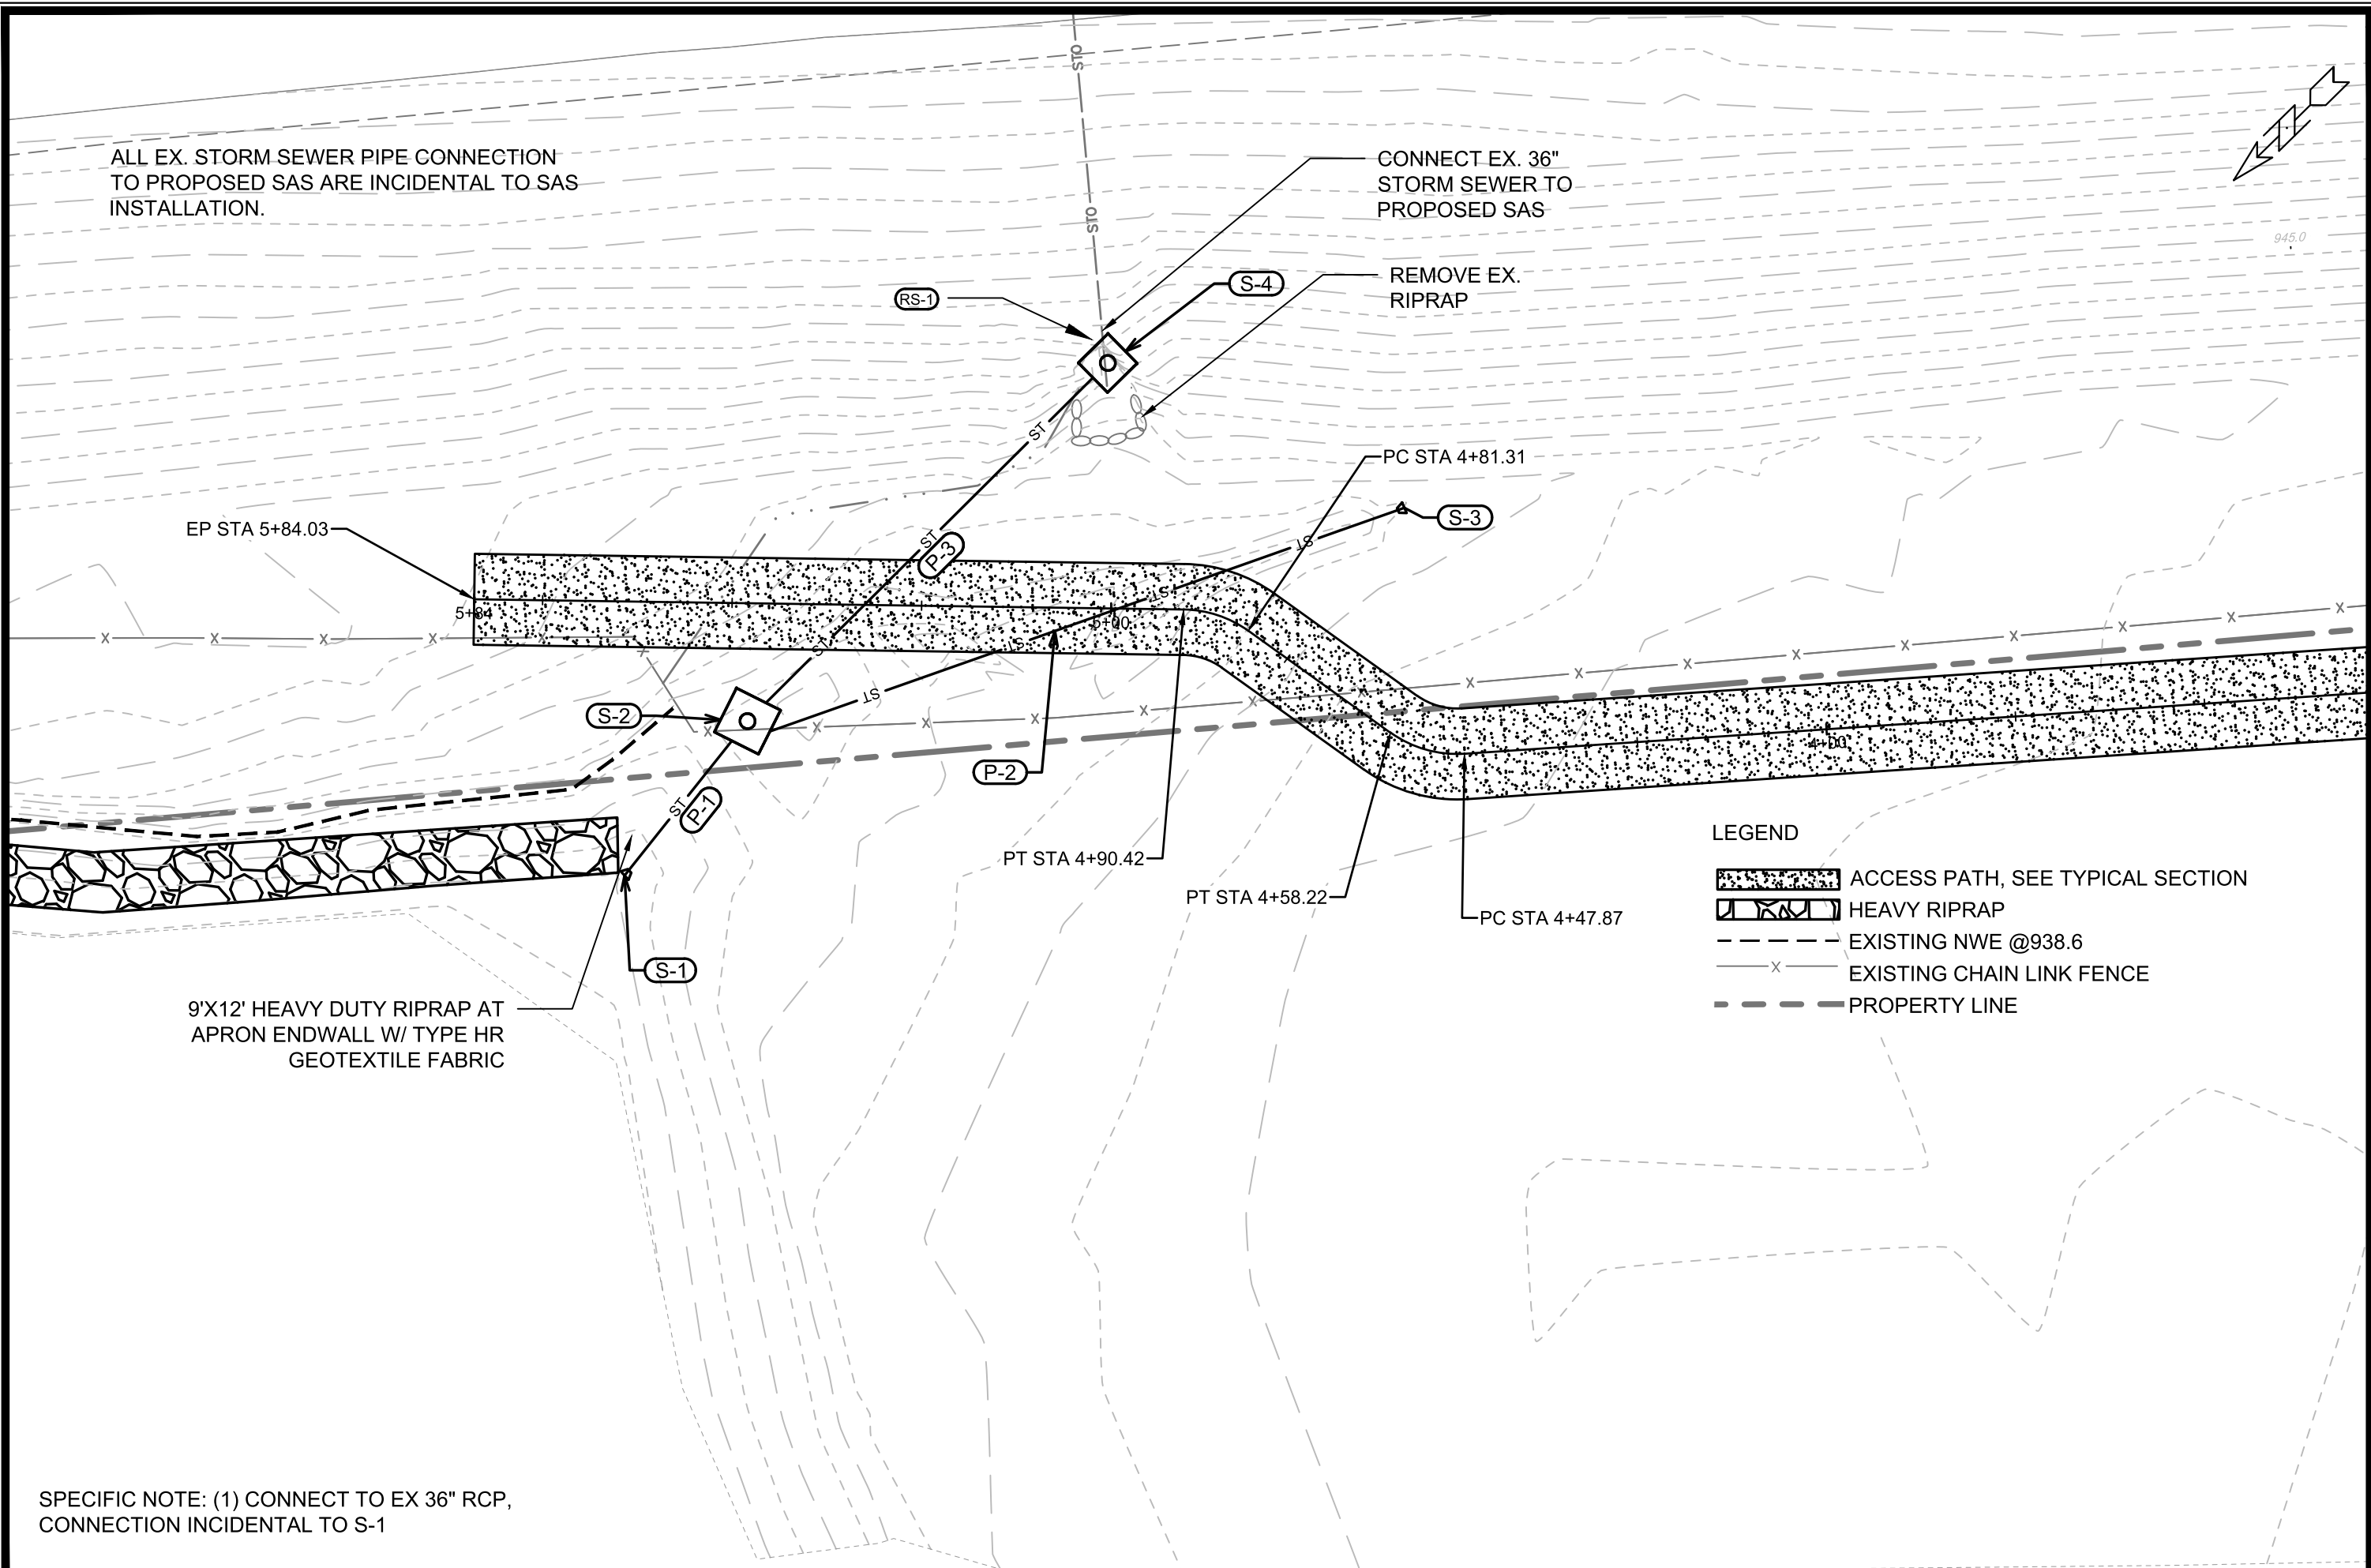 STO
ALL EX. STORM SEWER PIPE CONNECTION
TO PROPOSED SAS ARE INCIDENTAL TO SAS
INSTALLATION.
CONNECT EX. 36"
STORM SEWER TO
PROPOSED SAS
N
STO
945.0
REMOVE EX.
RIPRAP
S-4
RS-1
ST
PC STA 4+81.31
S-3
EP STA 5+84.03
ST
P-3
ST
ST
5+84
5+00
ST
ST
X X X X X X
X X X X X X X X X
ST
S-2
X X X X X X X
4+00
P-2
ST
P-1
LEGEND
PT STA 4+90.42
ACCESS PATH, SEE TYPICAL SECTION
PT STA 4+58.22
HEAVY RIPRAP
PC STA 4+47.87
EXISTING NWE @938.6
S-1
X
EXISTING CHAIN LINK FENCE
PROPERTY LINE
9'X12' HEAVY DUTY RIPRAP AT
APRON ENDWALL W/ TYPE HR
GEOTEXTILE FABRIC
SPECIFIC NOTE: (1) CONNECT TO EX 36" RCP,
CONNECTION INCIDENTAL TO S-1